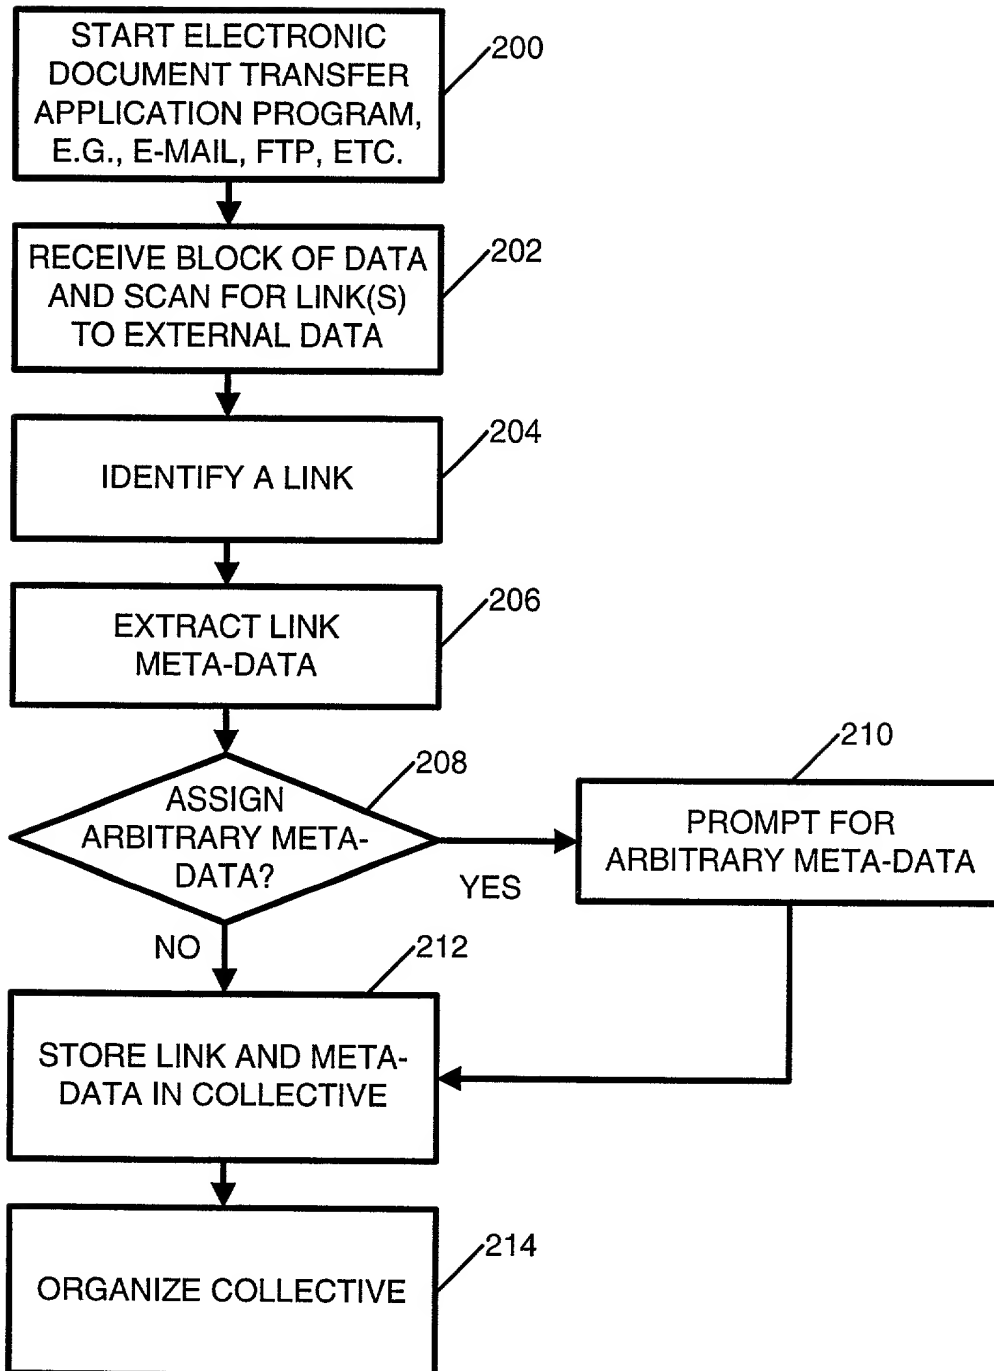 START ELECTRONIC
DOCUMENT TRANSFER
APPLICATION PROGRAM,
E.G., E-MAIL, FTP, ETC.
200
RECEIVE BLOCK OF DATA
AND SCAN FOR LINK(S)
TO EXTERNAL DATA
202
IDENTIFY A LINK
204
EXTRACT LINK
META-DATA
206
ASSIGN
ARBITRARY META-
DATA?
208
YES
210
PROMPT FOR
ARBITRARY META-DATA
NO
212
STORE LINK AND META-
DATA IN COLLECTIVE
ORGANIZE COLLECTIVE
214